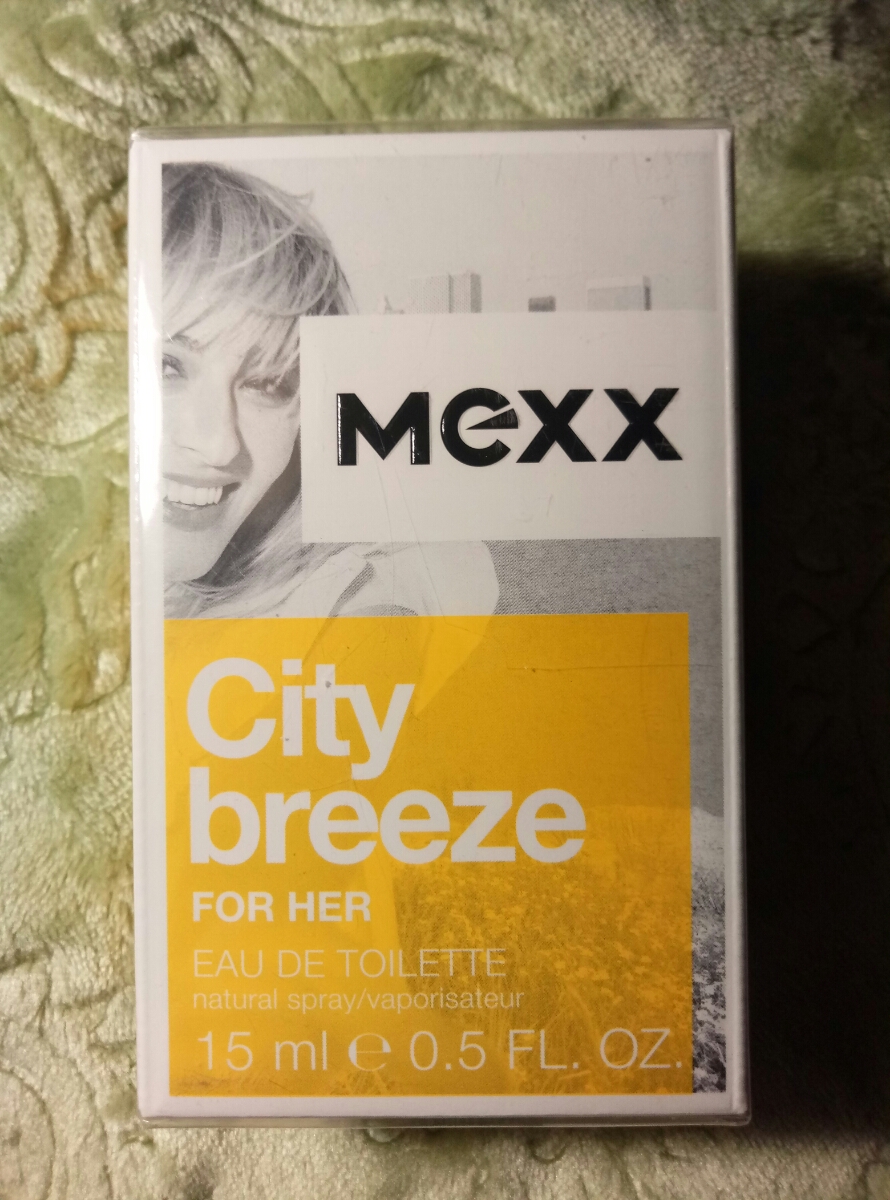 MEXX
City
breeze
FOR HER
EAU DE TOILETTE
natural spray/vaporisateur
15 ml ℮ 0.5 FL. OZ.